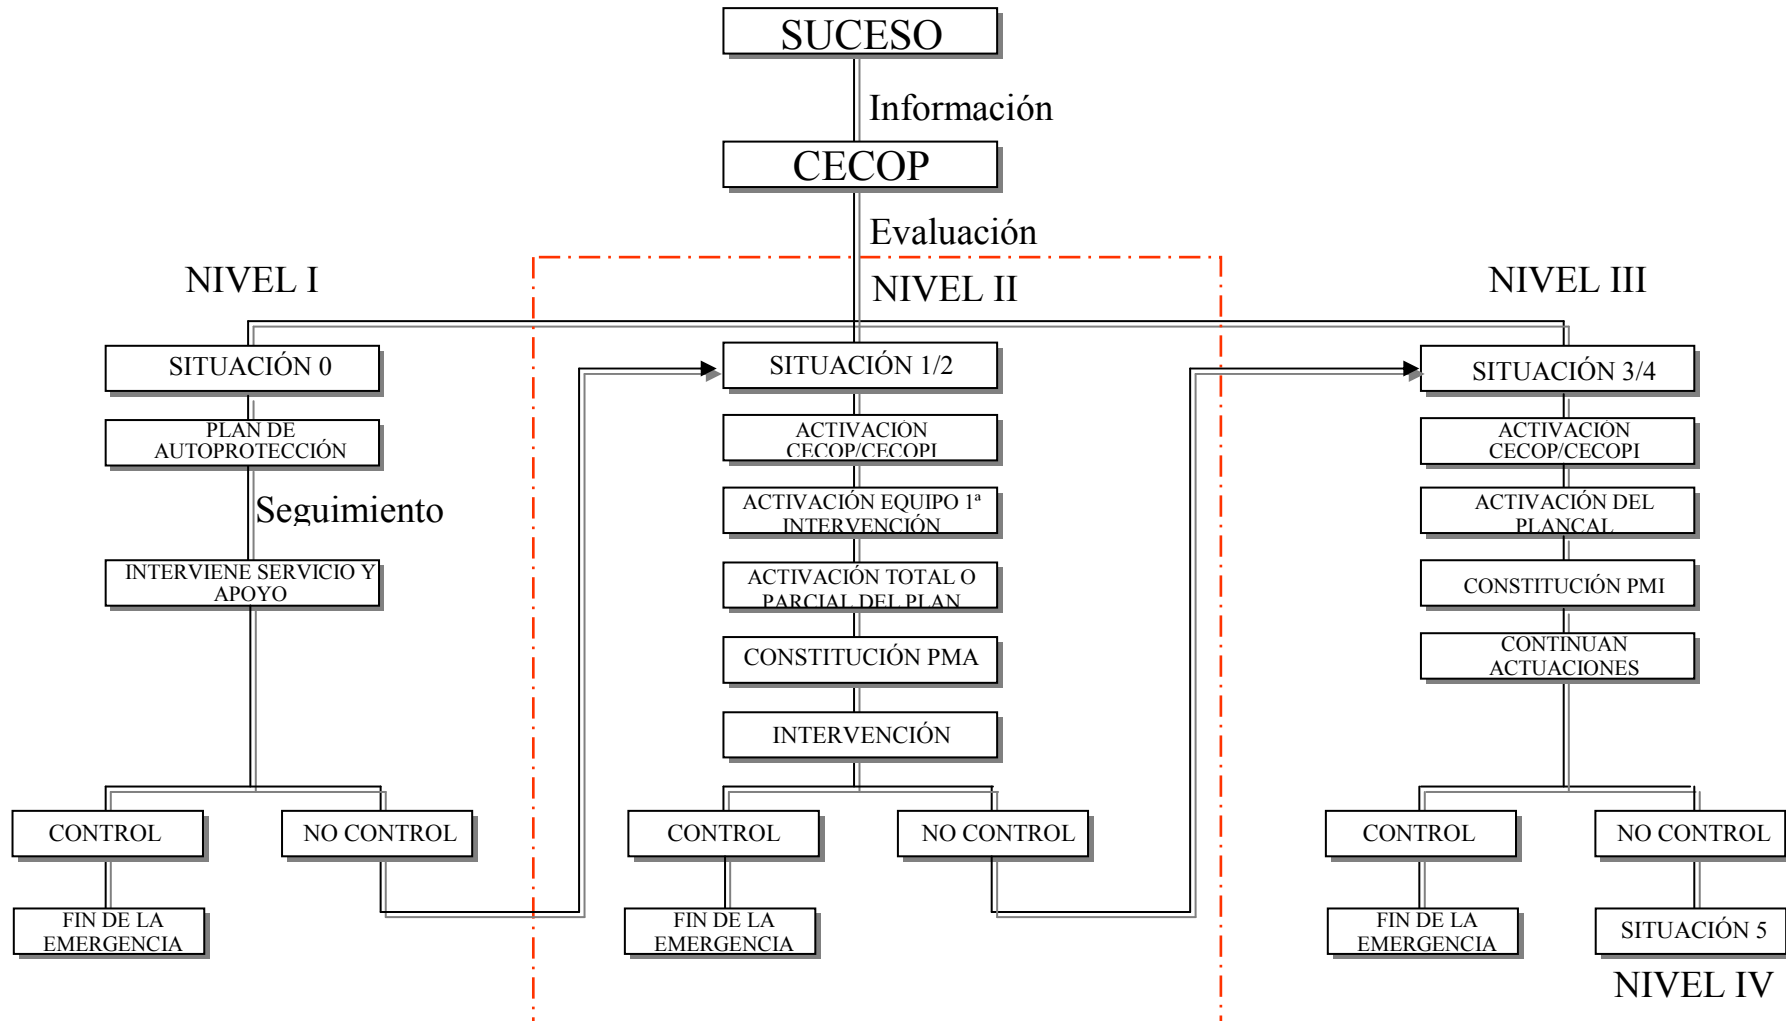 SUCESO
Información
CECOP
Evaluación
NIVEL I
NIVEL II
NIVEL III
SITUACIÓN 0
SITUACIÓN 1/2
SITUACIÓN 3/4
PLAN DE
AUTOPROTECCIÓN
ACTIVACIÓN
CECOP/CECOPI
ACTIVACIÓN
CECOP/CECOPI
Seguimiento
ACTIVACIÓN EQUIPO 1ª
INTERVENCIÓN
ACTIVACIÓN DEL
PLANCAL
INTERVIENE SERVICIO Y
APOYO
ACTIVACIÓN TOTAL O
PARCIAL DEL PLAN
CONSTITUCIÓN PMI
CONSTITUCIÓN PMA
CONTINUAN
ACTUACIONES
INTERVENCIÓN
CONTROL
NO CONTROL
CONTROL
NO CONTROL
CONTROL
NO CONTROL
FIN DE LA
EMERGENCIA
FIN DE LA
EMERGENCIA
FIN DE LA
EMERGENCIA
SITUACIÓN 5
NIVEL IV